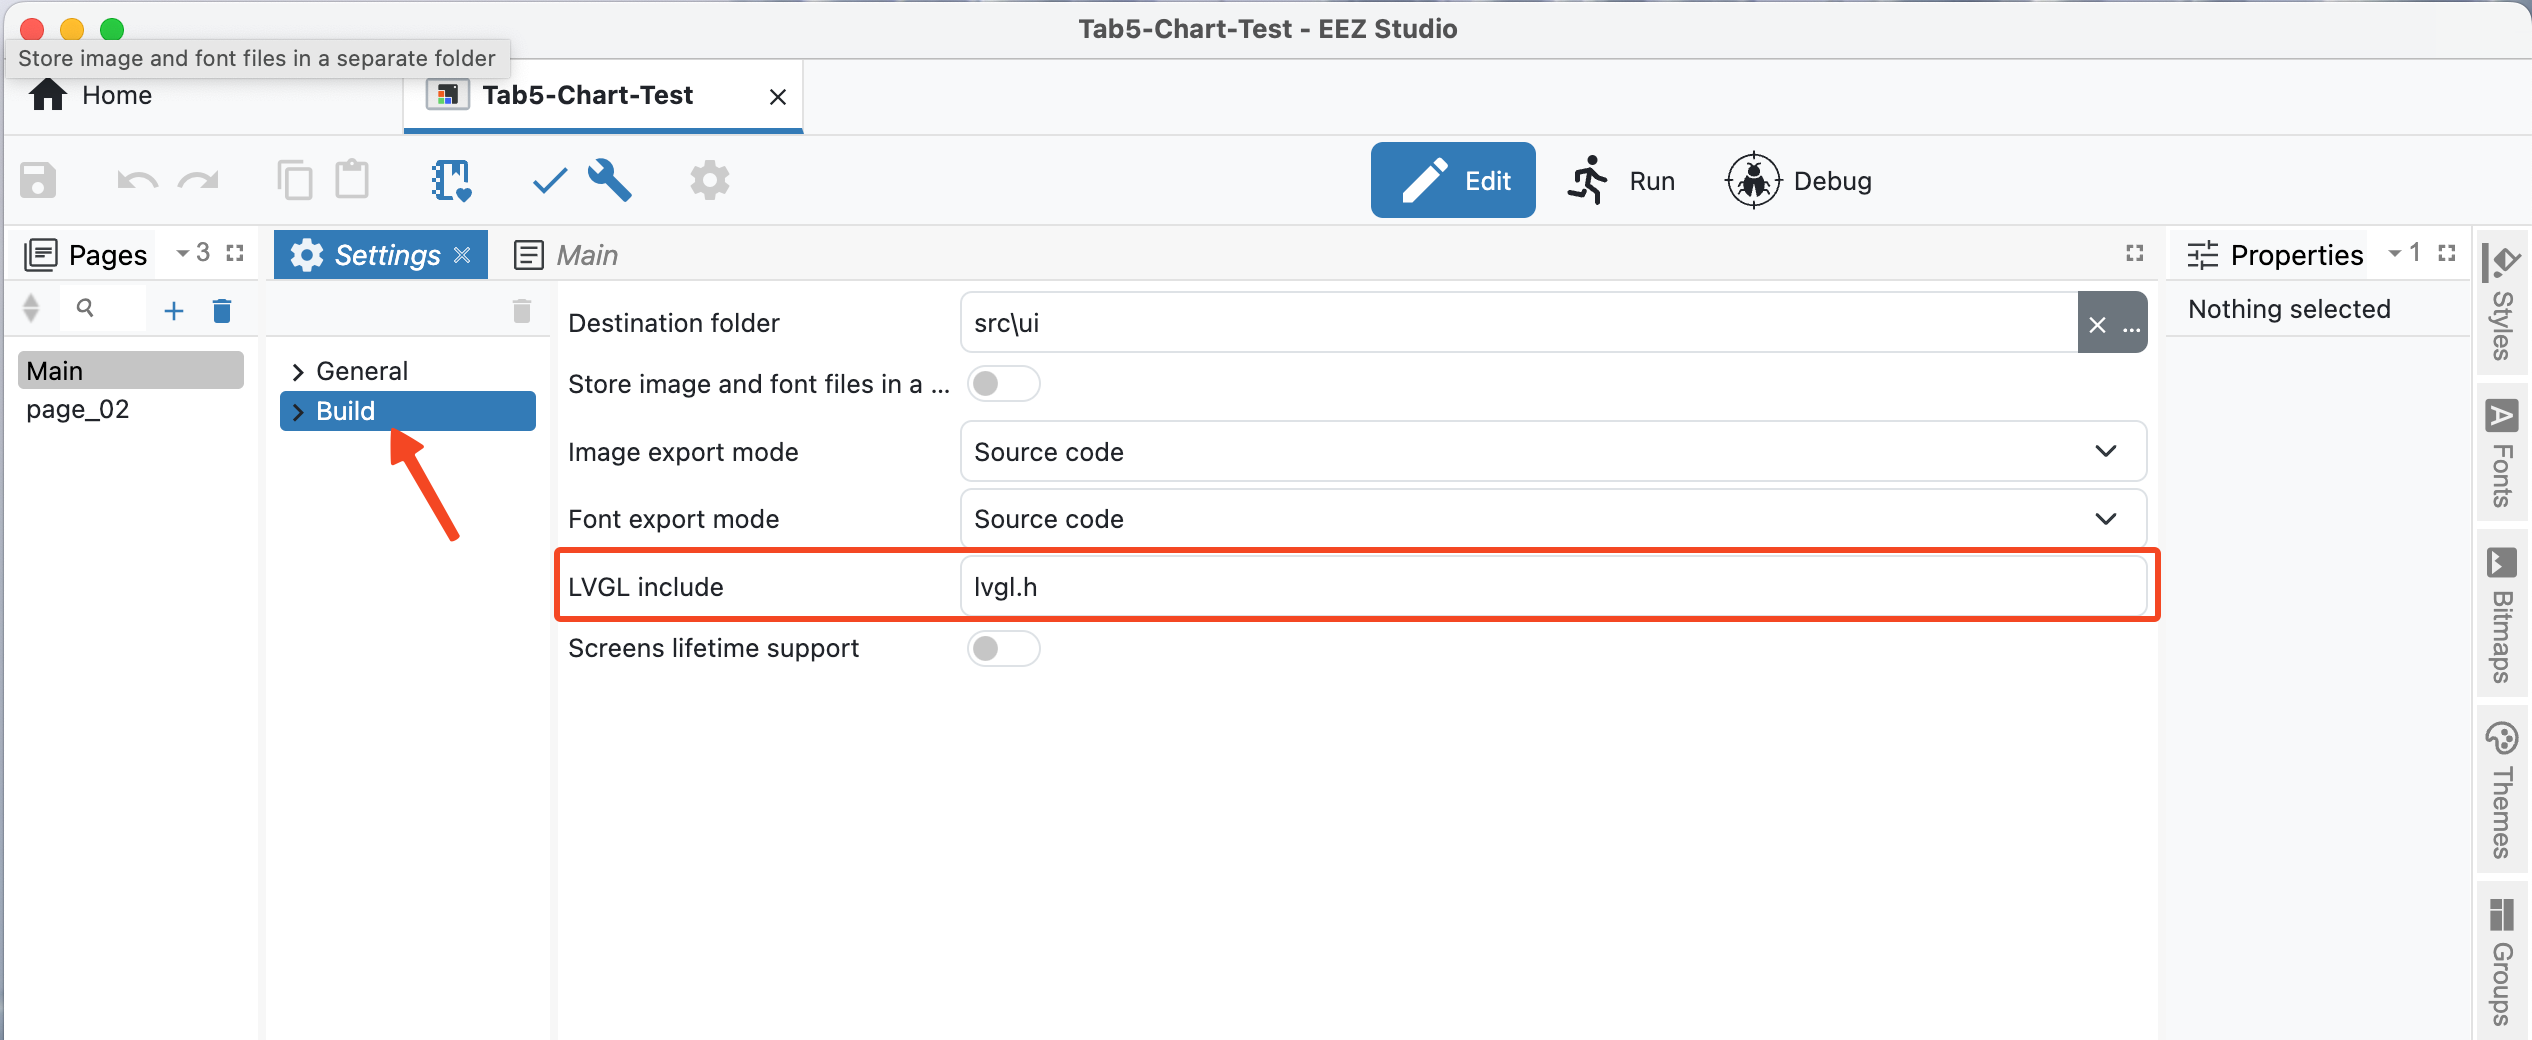 Tab5-Chart-Test - EEZ Studio
Store image and font files in a separate folder
Home
Tab5-Chart-Test
Edit
Run
Debug
Pages
3
Settings
Main
Properties
1
Nothing selected
Main
page_02
General
Build
Destination folder
src\ui
...
Store image and font files in a ...
Image export mode
Source code
Font export mode
Source code
LVGL include
lvgl.h
Screens lifetime support
Styles
Fonts
Bitmaps
Themes
Groups